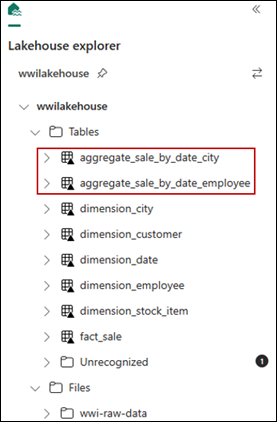 Lakehouse explorer
wwilakehouse
wwilakehouse
Tables
aggregate_sale_by_date_city
aggregate_sale_by_date_employee
dimension_city
dimension_customer
dimension_date
dimension_employee
dimension_stock_item
fact_sale
Unrecognized 1
Files
wwi-raw-data